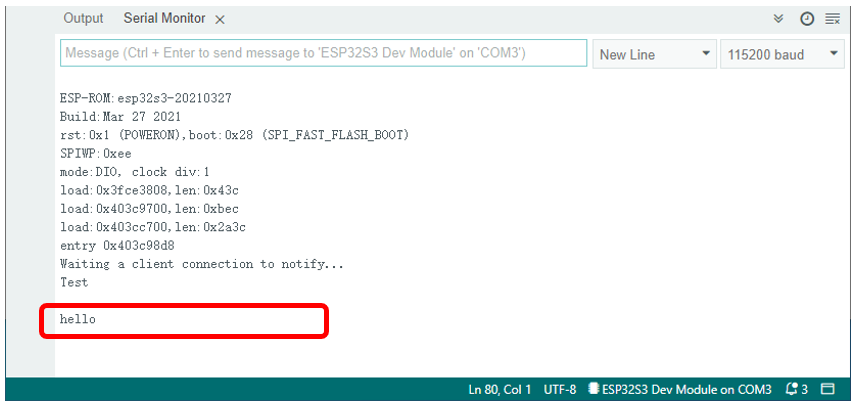 Output Serial Monitor
Message (Ctrl + Enter to send message to 'ESP32S3 Dev Module' on 'COM3')
New Line
115200 baud
ESP-ROM:esp32s3-20210327
Build:Mar 27 2021
rst:0x1 (POWERON),boot:0x28 (SPI_FAST_FLASH_BOOT)
SPIWP:0xee
mode:DIO, clock div:1
load:0x3fce3808,len:0x43c
load:0x403c9700,len:0xbec
load:0x403cc700,len:0x2a3c
entry 0x403c98d8
Waiting a client connection to notify...
Test
hello
Ln 80, Col 1 UTF-8 ESP32S3 Dev Module on COM3 3